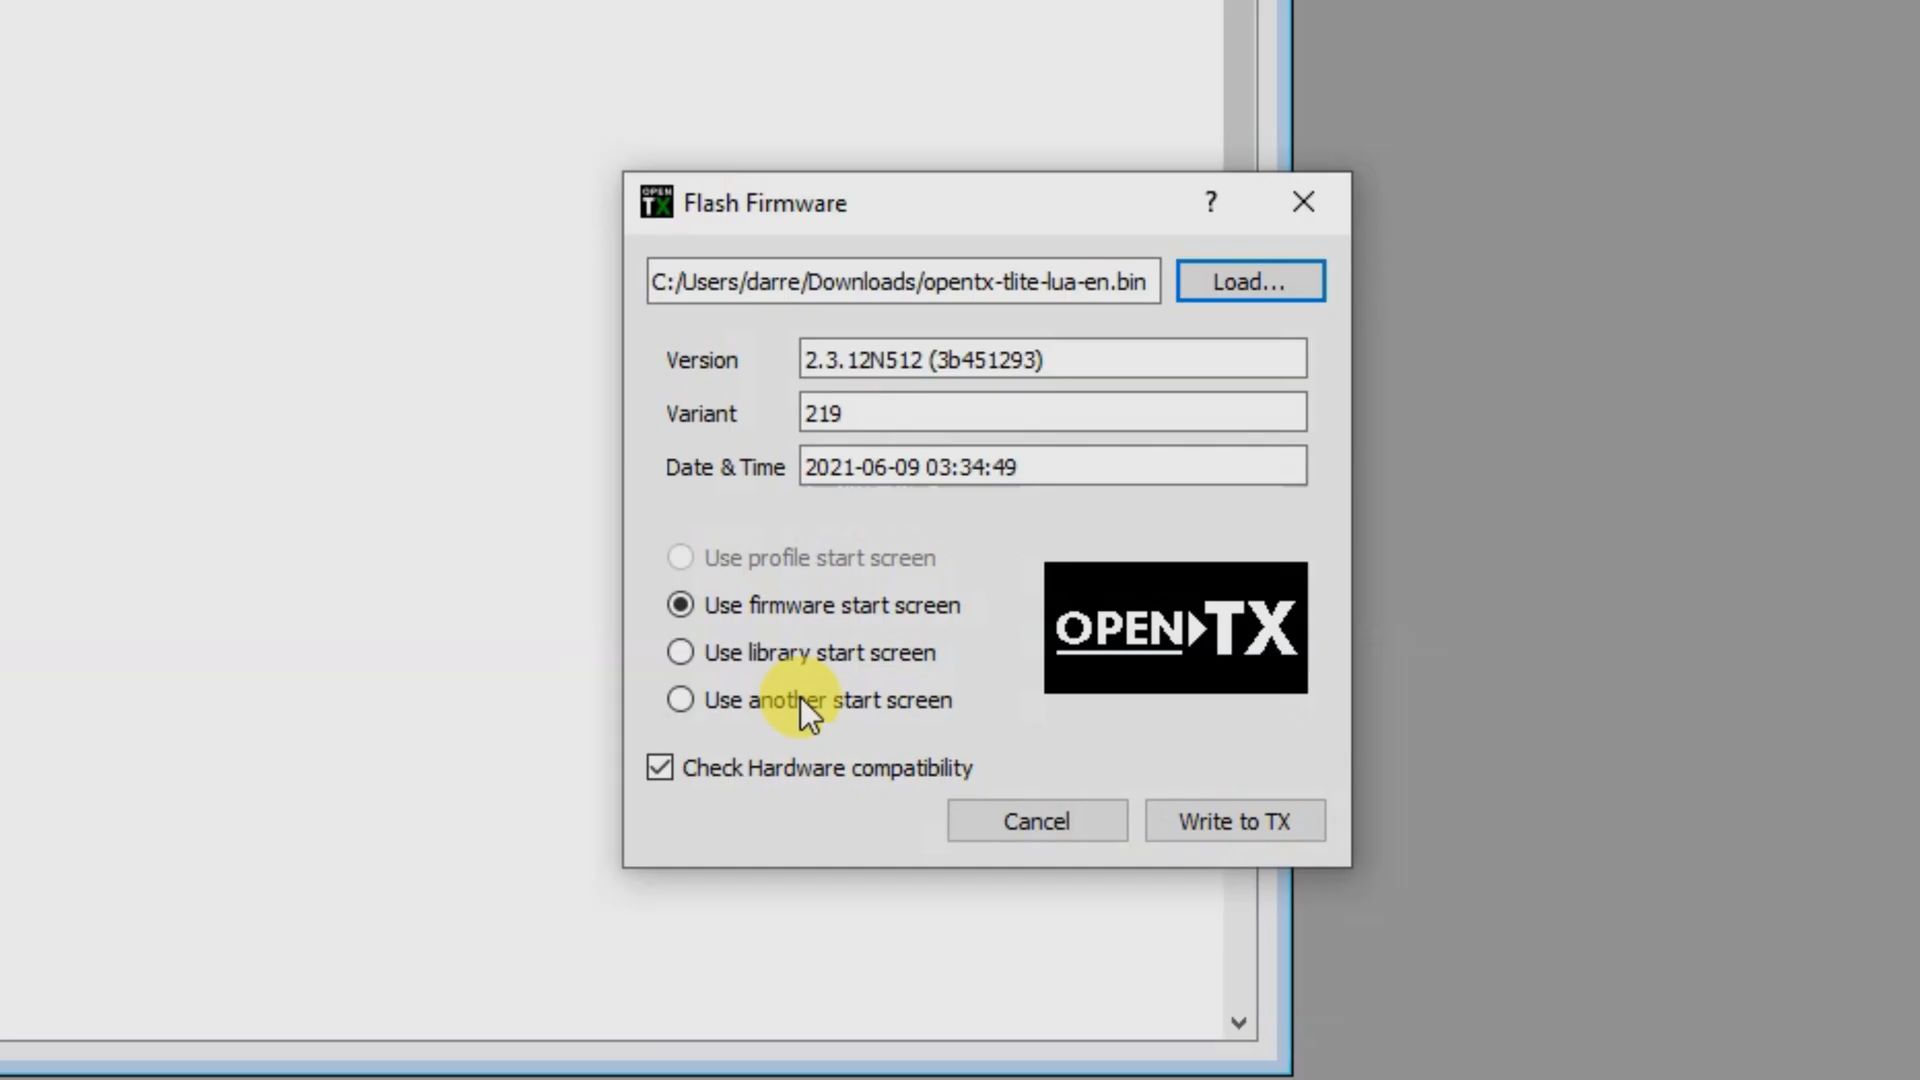 OPEN
TX
Flash Firmware
?
C:/Users/darre/Downloads/opentx-tlite-lua-en.bin
Load...
Version
2.3.12N512 (3b451293)
Variant
219
Date & Time
2021-06-09 03:34:49
Use profile start screen
Use firmware start screen
Use library start screen
Use another start screen
OPEN TX
Check Hardware compatibility
Cancel
Write to TX